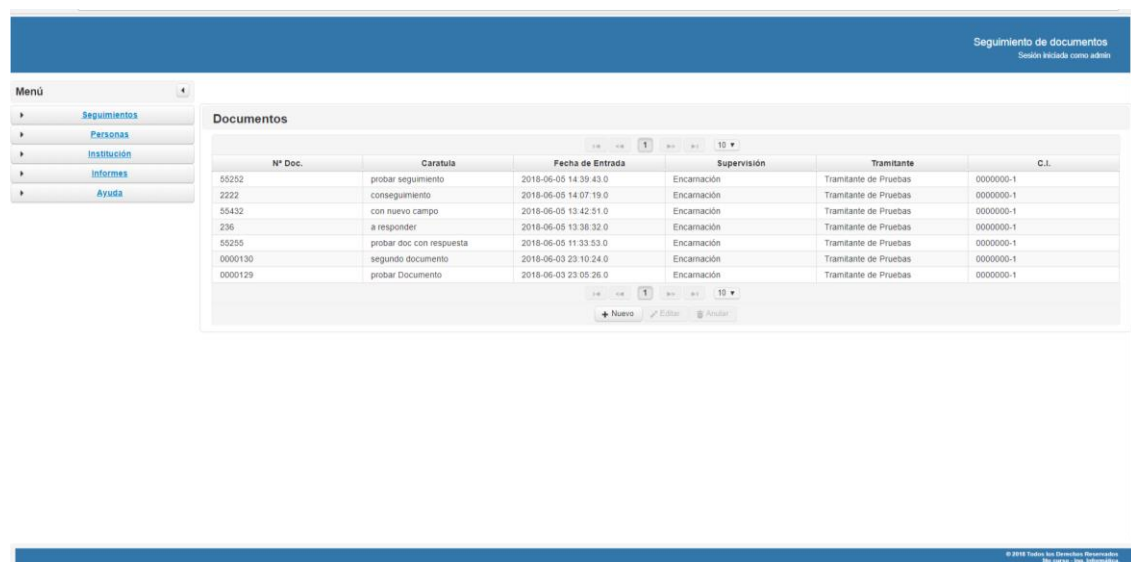 Seguimiento de documentos
Sesión iniciada como admin
Menú
Seguimientos
Personas
Institución
Informes
Ayuda
Documentos
1 10
Nº Doc. Caratula Fecha de Entrada Supervisión Tramitante C.I.
55252 probar seguimiento 2018-06-05 14:39:43.0 Encarnación Tramitante de Pruebas 0000000-1
2222 conseguimiento 2018-06-05 14:07:19.0 Encarnación Tramitante de Pruebas 0000000-1
55432 con nuevo campo 2018-06-05 13:42:51.0 Encarnación Tramitante de Pruebas 0000000-1
236 a responder 2018-06-05 13:38:32.0 Encarnación Tramitante de Pruebas 0000000-1
55255 probar doc con respuesta 2018-06-05 11:33:53.0 Encarnación Tramitante de Pruebas 0000000-1
0000130 segundo documento 2018-06-03 23:10:24.0 Encarnación Tramitante de Pruebas 0000000-1
0000129 probar Documento 2018-06-03 23:05:26.0 Encarnación Tramitante de Pruebas 0000000-1
1 10
Nuevo Editar Anular
© 2018 Todos los Derechos Reservados
5to curso - Ing. Informática